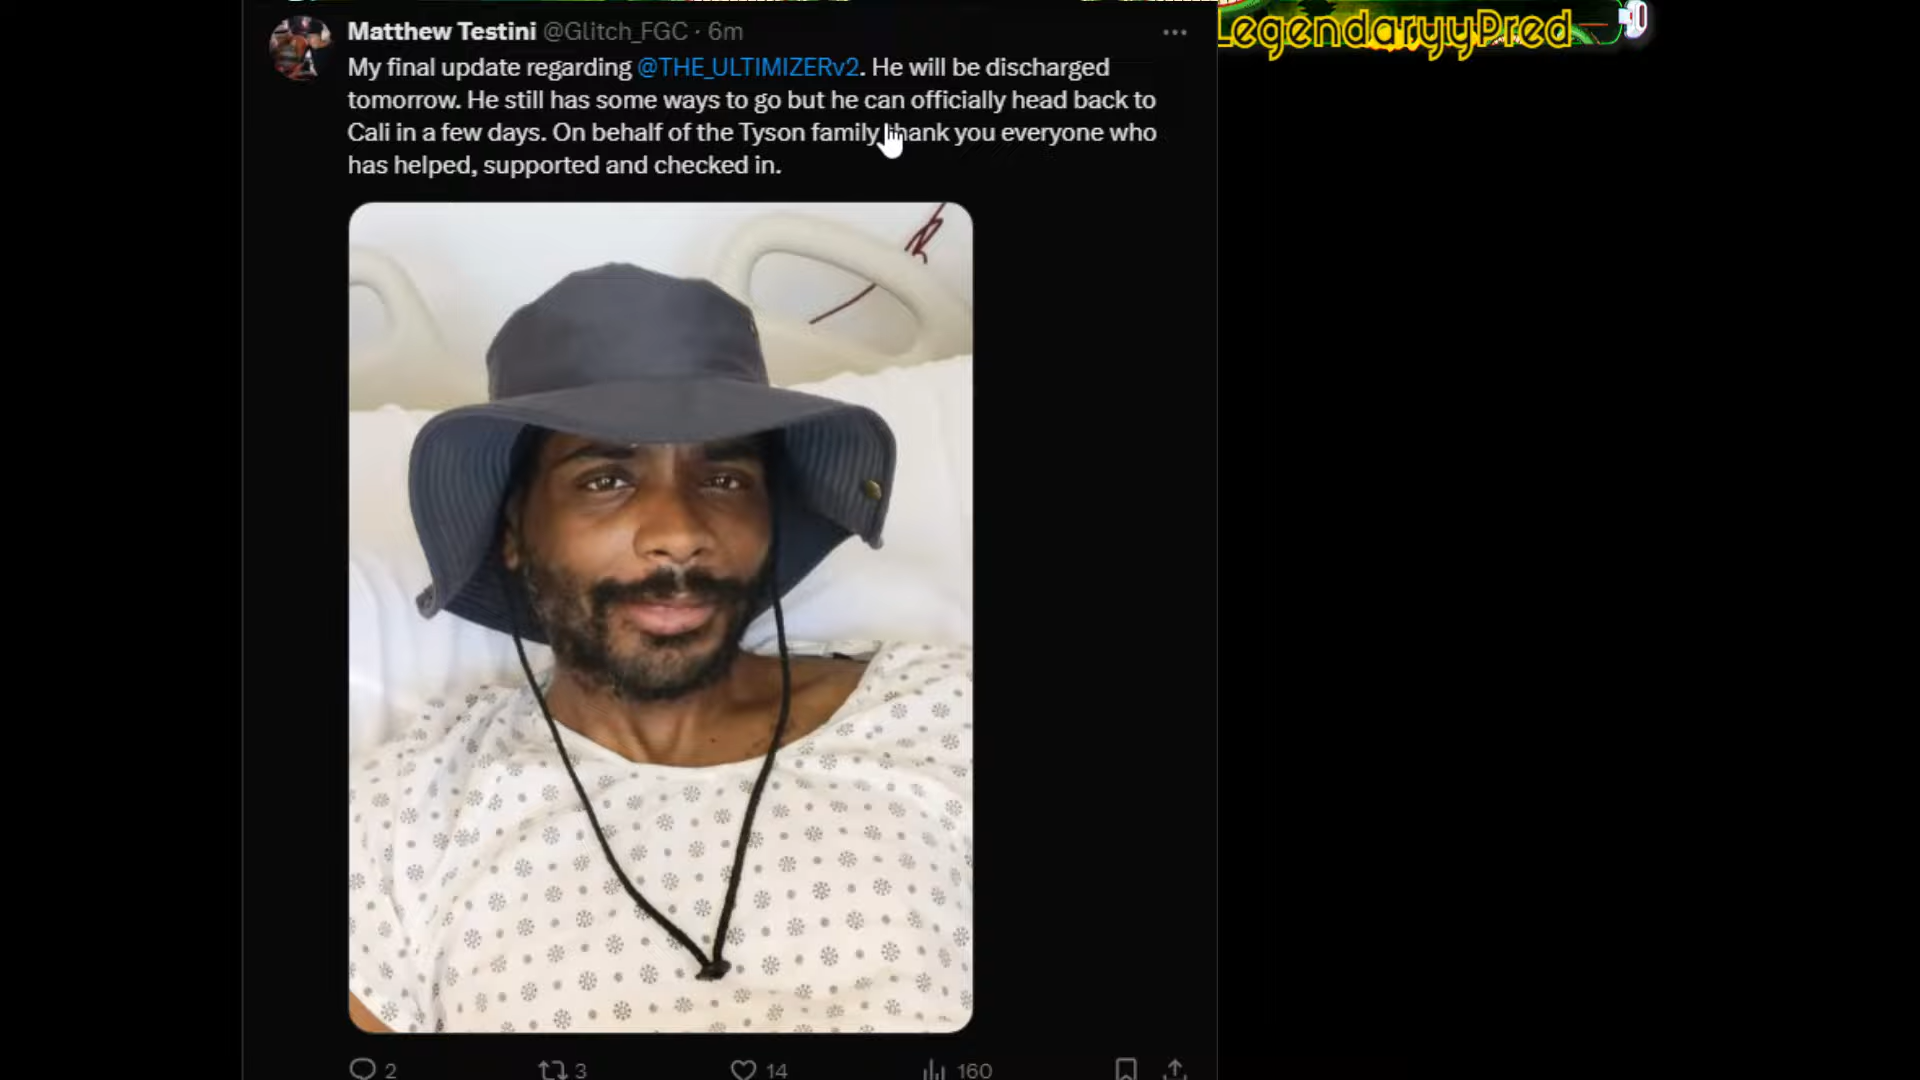 LegendaryyPred
Matthew Testini @Glitch_FGC · 6m
My final update regarding @THE_ULTIMIZERv2. He will be discharged
tomorrow. He still has some ways to go but he can officially head back to
Cali in a few days. On behalf of the Tyson family thank you everyone who
has helped, supported and checked in.
2 3 14 160